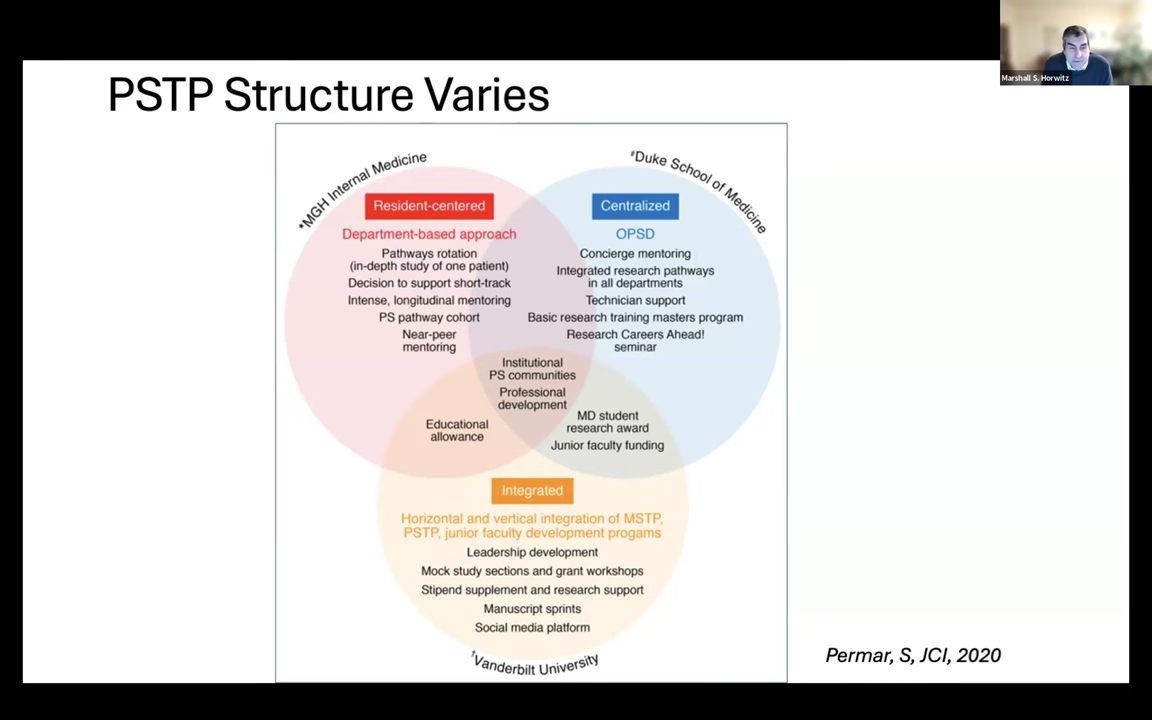 PSTP Structure Varies
Marshall S. Horwitz
*MGH Internal Medicine
#Duke School of Medicine
Resident-centered
Department-based approach
Pathways rotation
(in-depth study of one patient)
Decision to support short-track
Intense, longitudinal mentoring
PS pathway cohort
Near-peer
mentoring
Centralized
OPSD
Concierge mentoring
Integrated research pathways
in all departments
Technician support
Basic research training masters program
Research Careers Ahead!
seminar
Institutional
PS communities
Professional
development
Educational
allowance
MD student
research award
Junior faculty funding
Integrated
Horizontal and vertical integration of MSTP,
PSTP, junior faculty development progams
Leadership development
Mock study sections and grant workshops
Stipend supplement and research support
Manuscript sprints
Social media platform
†Vanderbilt University
Permar, S, JCI, 2020